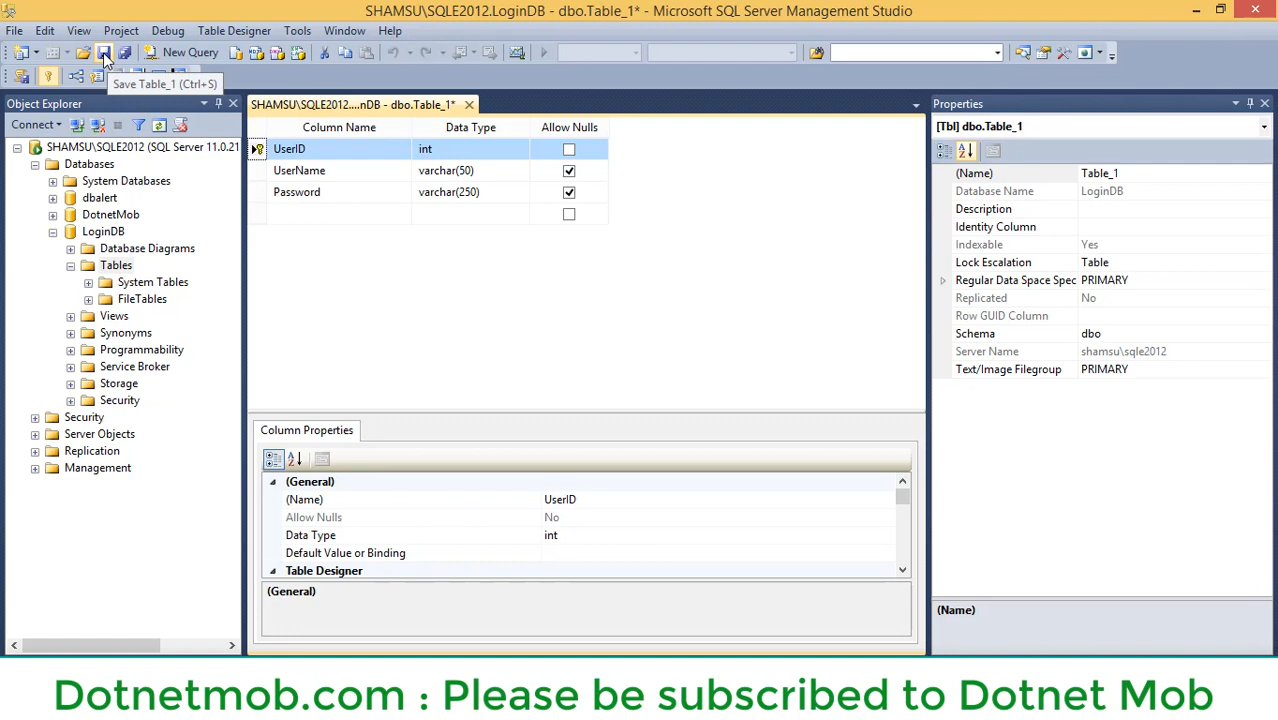 SHAMSU\SQLE2012.LoginDB - dbo.Table_1* - Microsoft SQL Server Management Studio
File Edit View Project Debug Table Designer Tools Window Help
New Query
Save Table_1 (Ctrl+S)
Object Explorer
Connect
SHAMSU\SQLE2012 (SQL Server 11.0.21
Databases
System Databases
dbalert
DotnetMob
LoginDB
Database Diagrams
Tables
System Tables
FileTables
Views
Synonyms
Programmability
Service Broker
Storage
Security
Security
Server Objects
Replication
Management
SHAMSU\SQLE2012....nDB - dbo.Table_1*
Column Name Data Type Allow Nulls
UserID int
UserName varchar(50)
Password varchar(250)
Column Properties
(General)
(Name) UserID
Allow Nulls No
Data Type int
Default Value or Binding
Table Designer
(General)
Properties
[Tbl] dbo.Table_1
(Name) Table_1
Database Name LoginDB
Description
Identity Column
Indexable Yes
Lock Escalation Table
Regular Data Space Spec PRIMARY
Replicated No
Row GUID Column
Schema dbo
Server Name shamsu\sqle2012
Text/Image Filegroup PRIMARY
(Name)
Dotnetmob.com : Please be subscribed to Dotnet Mob